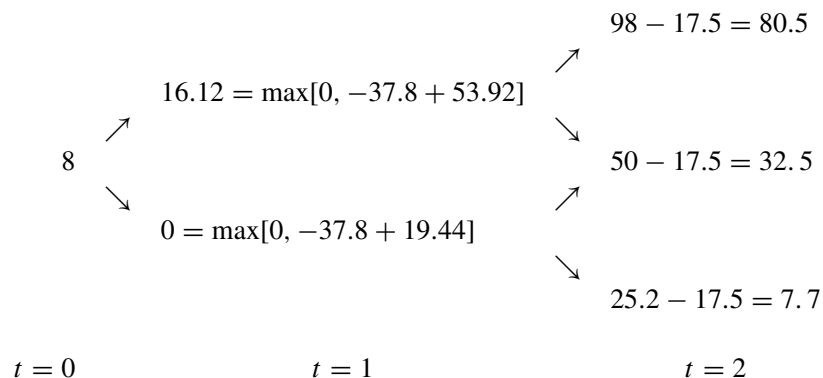 98 − 17.5 = 80.5
16.12 = max[0, −37.8 + 53.92]
8
50 − 17.5 = 32.5
0 = max[0, −37.8 + 19.44]
25.2 − 17.5 = 7.7
t = 0 t = 1 t = 2